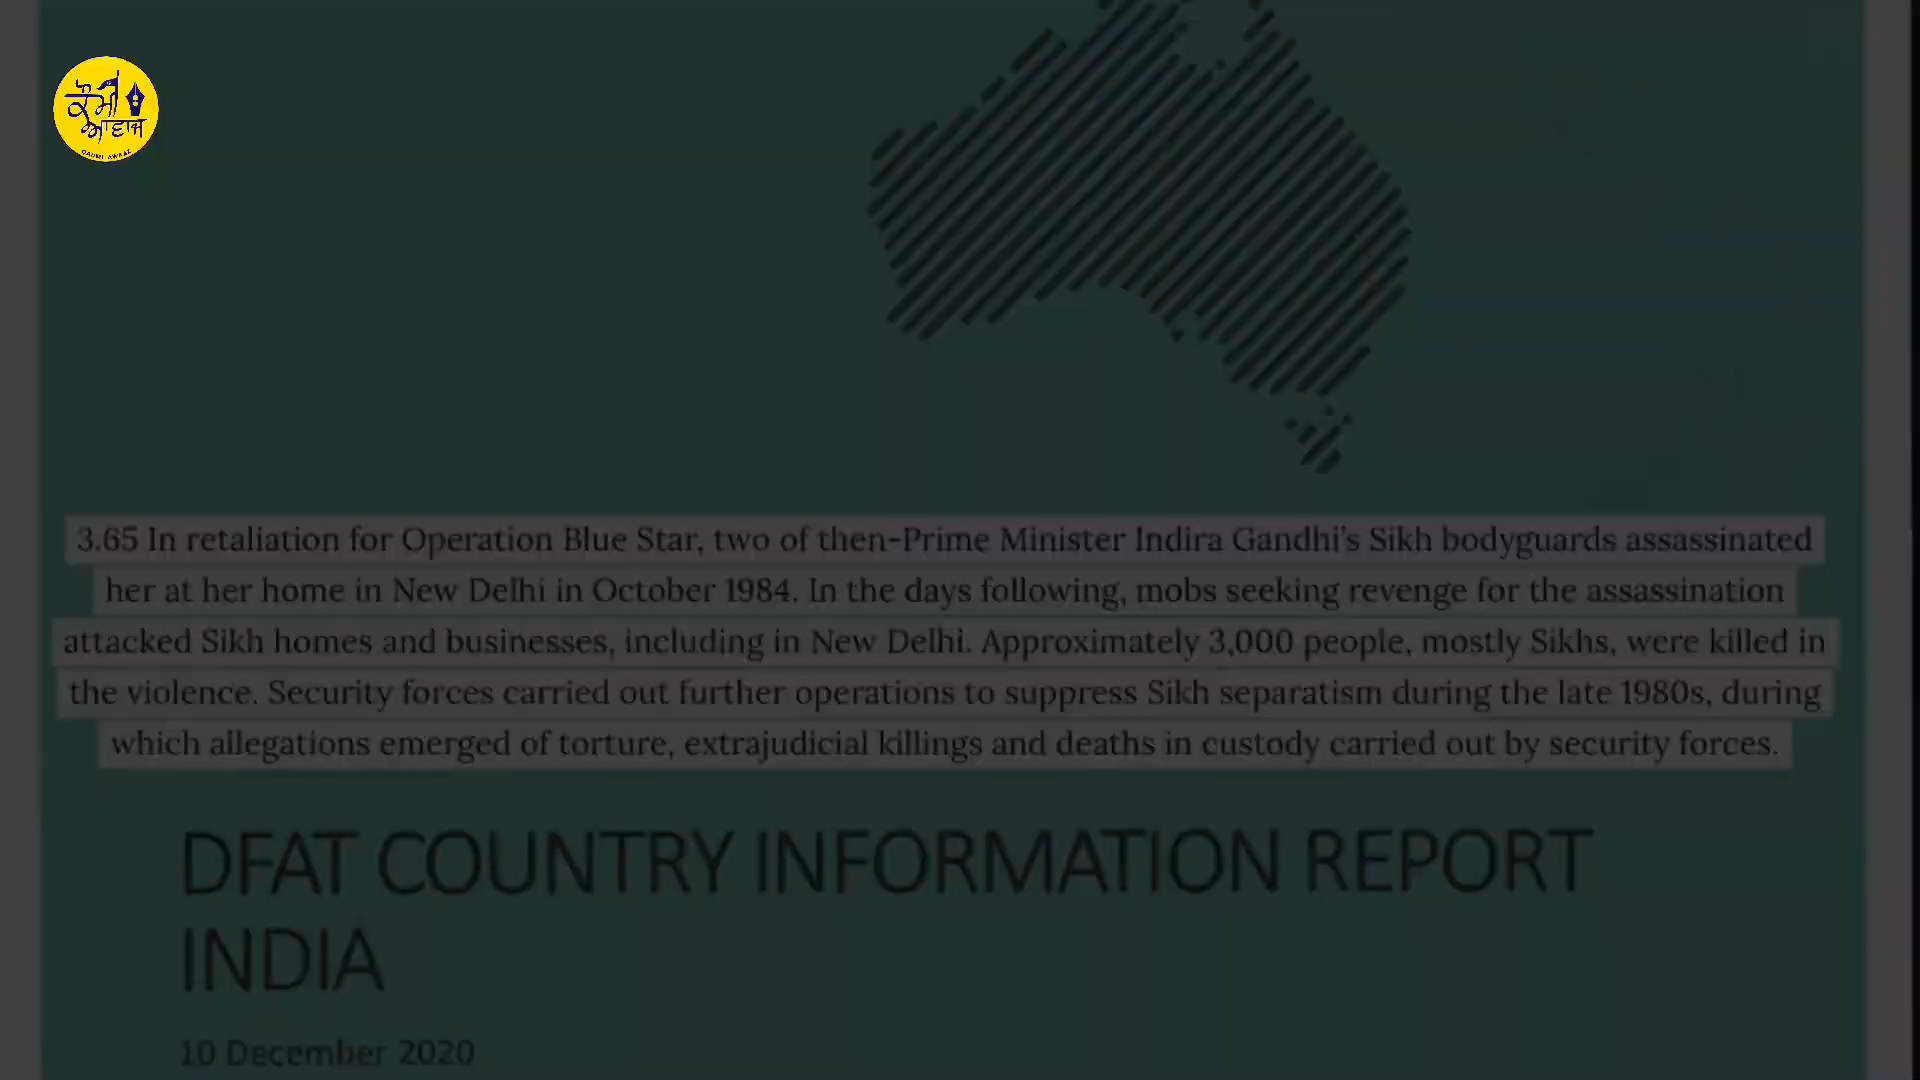 ਕੌਮੀ
ਆਵਾਜ਼
QAUMI AWAAZ
3.65 In retaliation for Operation Blue Star, two of then-Prime Minister Indira Gandhi's Sikh bodyguards assassinated
her at her home in New Delhi in October 1984. In the days following, mobs seeking revenge for the assassination
attacked Sikh homes and businesses, including in New Delhi. Approximately 3,000 people, mostly Sikhs, were killed in
the violence. Security forces carried out further operations to suppress Sikh separatism during the late 1980s, during
which allegations emerged of torture, extrajudicial killings and deaths in custody carried out by security forces.
DFAT COUNTRY INFORMATION REPORT
INDIA
10 December 2020